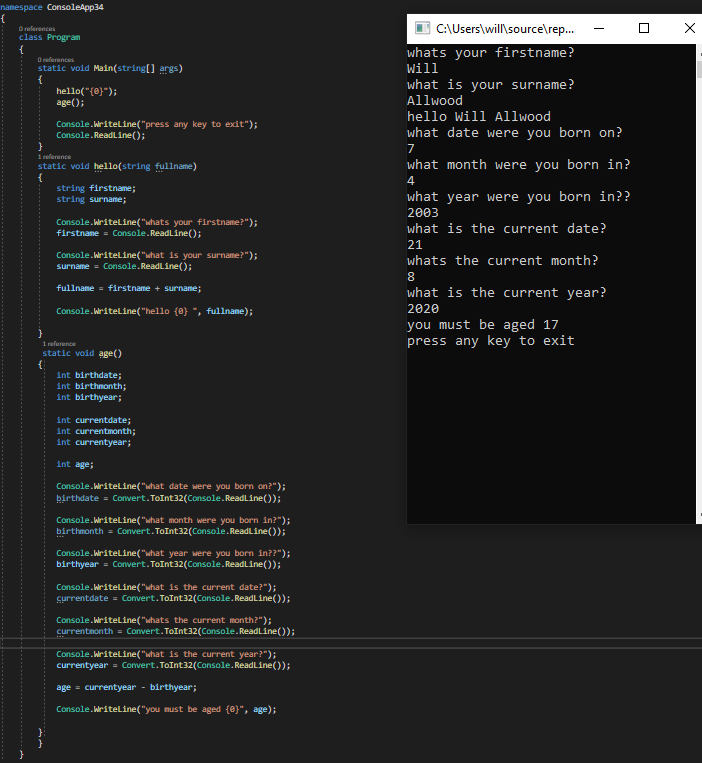 namespace ConsoleApp34
{
0 references
class Program
{
0 references
static void Main(string[] args)
{
hello("{0}");
age();
Console.WriteLine("press any key to exit");
Console.ReadLine();
}
1 reference
static void hello(string fullname)
{
string firstname;
string surname;
Console.WriteLine("whats your firstname?");
firstname = Console.ReadLine();
Console.WriteLine("what is your surname?");
surname = Console.ReadLine();
fullname = firstname + surname;
Console.WriteLine("hello {0} ", fullname);
}
1 reference
static void age()
{
int birthdate;
int birthmonth;
int birthyear;
int currentdate;
int currentmonth;
int currentyear;
int age;
Console.WriteLine("what date were you born on?");
birthdate = Convert.ToInt32(Console.ReadLine());
Console.WriteLine("what month were you born in?");
birthmonth = Convert.ToInt32(Console.ReadLine());
Console.WriteLine("what year were you born in??");
birthyear = Convert.ToInt32(Console.ReadLine());
Console.WriteLine("what is the current date?");
currentdate = Convert.ToInt32(Console.ReadLine());
Console.WriteLine("whats the current month?");
currentmonth = Convert.ToInt32(Console.ReadLine());
Console.WriteLine("what is the current year?");
currentyear = Convert.ToInt32(Console.ReadLine());
age = currentyear - birthyear;
Console.WriteLine("you must be aged {0}", age);
}
}
}
C:\Users\will\source\rep...
whats your firstname?
Will
what is your surname?
Allwood
hello Will Allwood
what date were you born on?
7
what month were you born in?
4
what year were you born in??
2003
what is the current date?
21
whats the current month?
8
what is the current year?
2020
you must be aged 17
press any key to exit